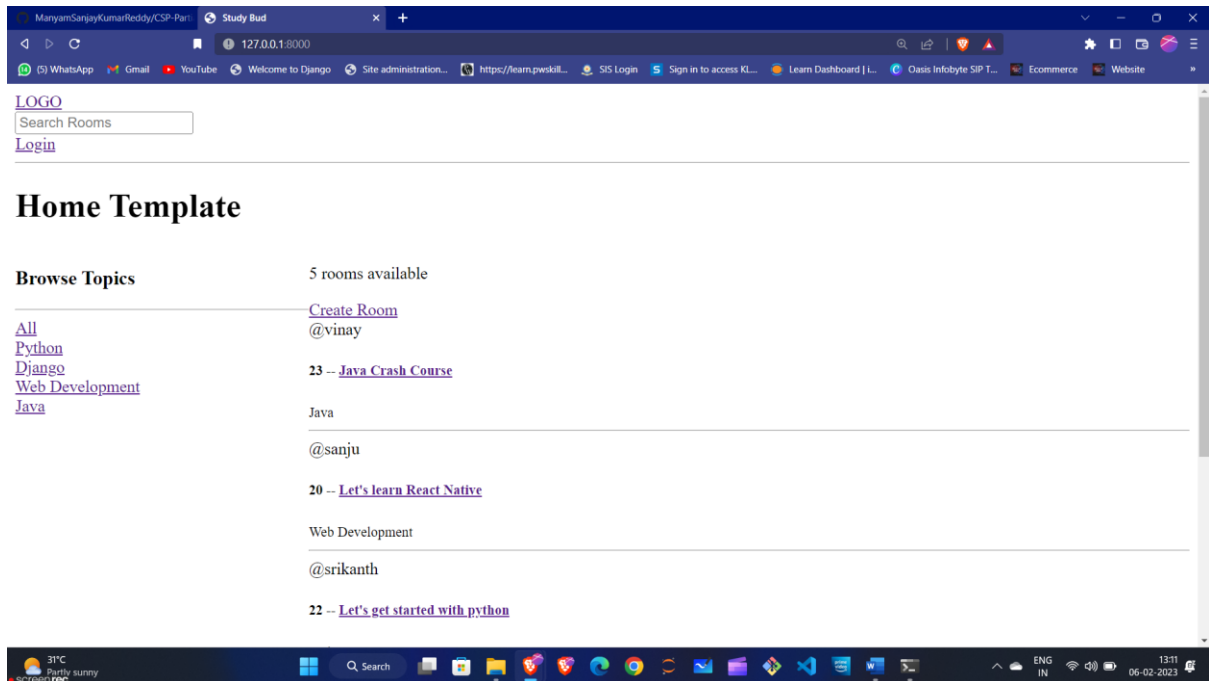 ManyamSanjayKumarReddy/CSP-Part
Study Bud
127.0.0.1:8000
(5) WhatsApp
Gmail
YouTube
Welcome to Django
Site administration...
https://learn.pwskill...
SIS Login
Sign in to access KL...
Learn Dashboard | i...
Oasis Infobyte SIP T...
Ecommerce
Website
LOGO
Search Rooms
Login
Home Template
Browse Topics
All
Python
Django
Web Development
Java
5 rooms available
Create Room
@vinay
23 -- Java Crash Course
Java
@sanju
20 -- Let's learn React Native
Web Development
@srikanth
22 -- Let's get started with python
31°C
Partly sunny
screenrec
Search
ENG
IN
13:11
06-02-2023